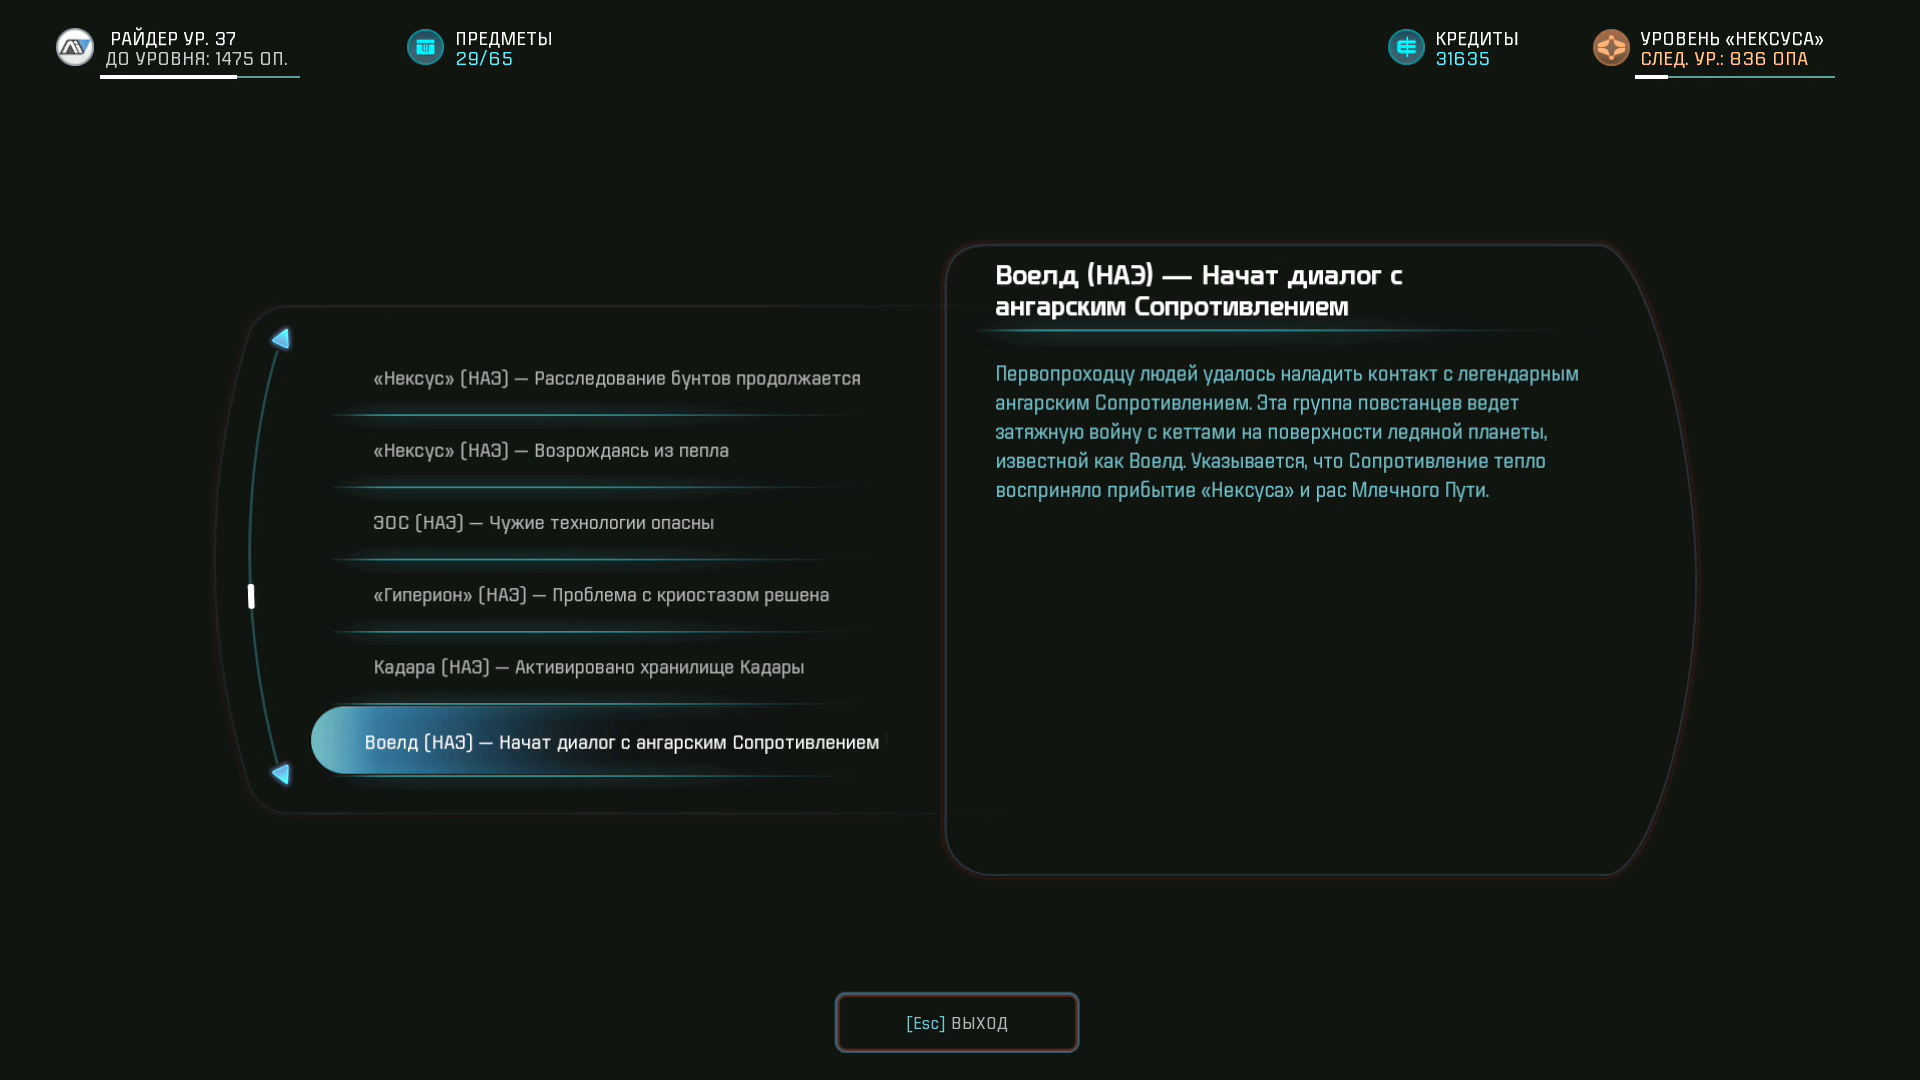 РАЙДЕР УР. 37
ДО УРОВНЯ: 1475 ОП.
ПРЕДМЕТЫ
29/65
КРЕДИТЫ
31635
УРОВЕНЬ «НЕКСУСА»
СЛЕД. УР.: 836 ОПА
«Нексус» (НАЭ) — Расследование бунтов продолжается
«Нексус» (НАЭ) — Возрождаясь из пепла
ЭОС (НАЭ) — Чужие технологии опасны
«Гиперион» (НАЭ) — Проблема с криостазом решена
Кадара (НАЭ) — Активировано хранилище Кадары
Воелд (НАЭ) — Начат диалог с ангарским Сопротивлением
Воелд (НАЭ) — Начат диалог с
ангарским Сопротивлением
Первопроходцу людей удалось наладить контакт с легендарным
ангарским Сопротивлением. Эта группа повстанцев ведет
затяжную войну с кеттами на поверхности ледяной планеты,
известной как Воелд. Указывается, что Сопротивление тепло
восприняло прибытие «Нексуса» и рас Млечного Пути.
[Esc] ВЫХОД